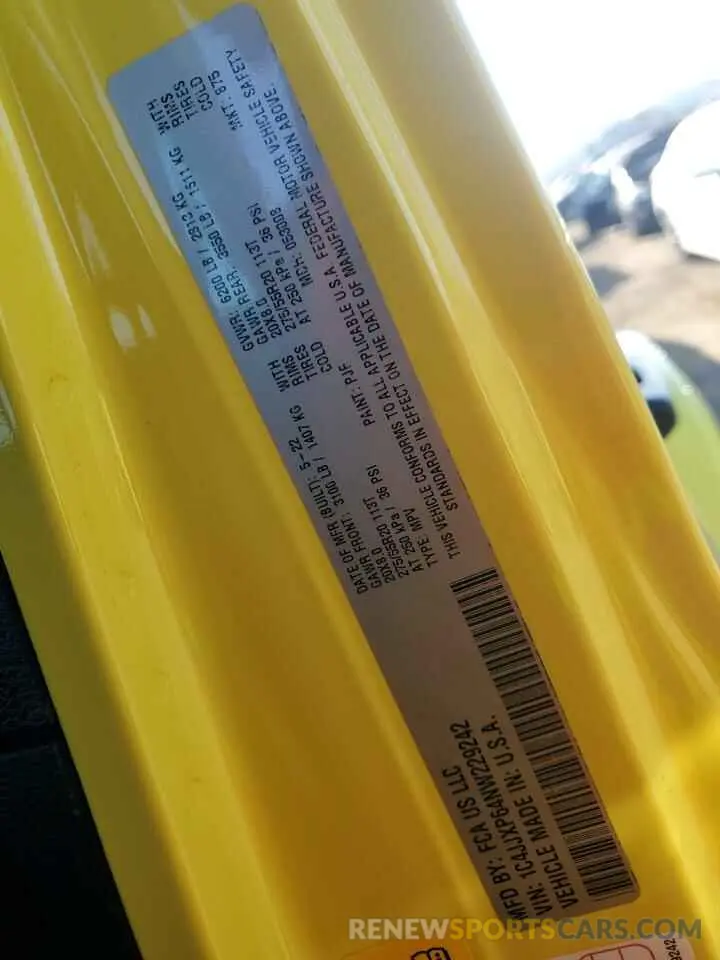 MFD BY: FCA US LLC
VIN: 1C4JJXP64NW229242
VEHICLE MADE IN: U.S.A.
DATE OF MFR (BUILT): 5-22
GVWR: 6200 LB / 2812 KG
GAWR FRONT: 3100 LB / 1407 KG WITH
20X8.0 RIMS
275/55R20 113T TIRES
AT 250 KPa / 36 PSI COLD
GAWR REAR: 3550 LB / 1511 KG WITH
20X8.0 RIMS
275/55R20 113T TIRES
AT 250 KPa / 36 PSI COLD
TYPE: MPV PAINT: PJF MCH: 053008 MKT: 875
THIS VEHICLE CONFORMS TO ALL APPLICABLE U.S.A. FEDERAL MOTOR VEHICLE SAFETY
STANDARDS IN EFFECT ON THE DATE OF MANUFACTURE SHOWN ABOVE.
RENEWSPORTSCARS.COM